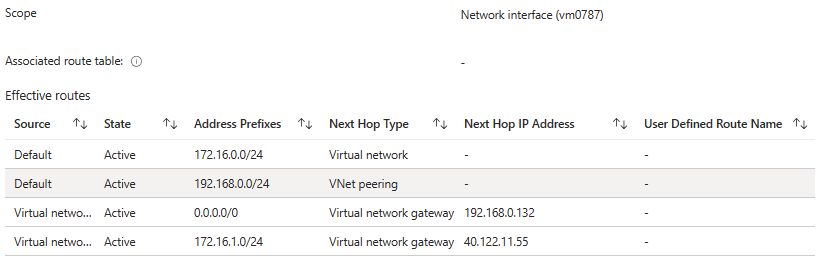 Scope Network interface (vm0787)
Associated route table: -
Effective routes
Source State Address Prefixes Next Hop Type Next Hop IP Address User Defined Route Name
Default Active 172.16.0.0/24 Virtual network - -
Default Active 192.168.0.0/24 VNet peering - -
Virtual netwo... Active 0.0.0.0/0 Virtual network gateway 192.168.0.132 -
Virtual netwo... Active 172.16.1.0/24 Virtual network gateway 40.122.11.55 -